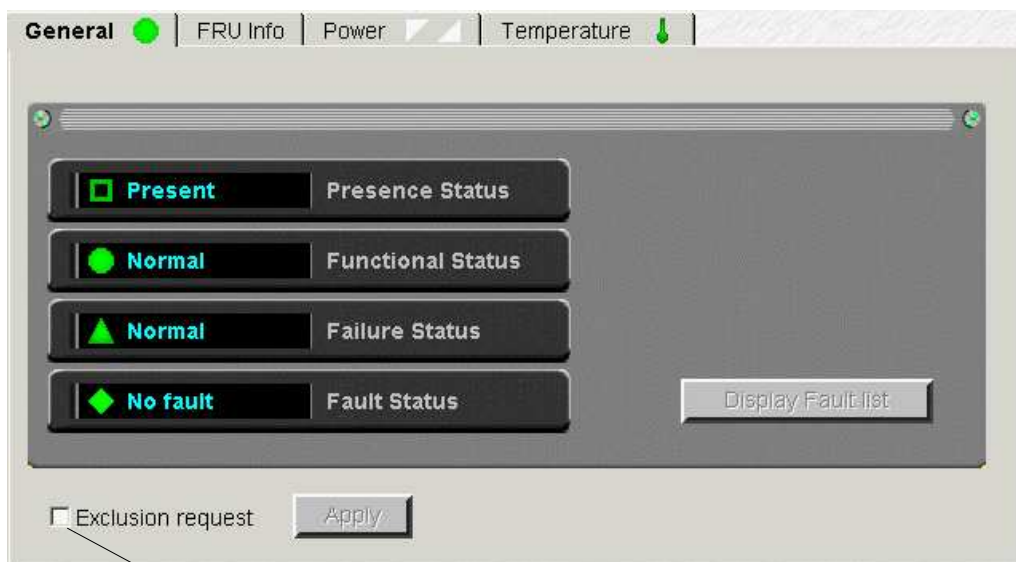 General FRU Info Power Temperature
Present Presence Status
Normal Functional Status
Normal Failure Status
No fault Fault Status
Display Fault list
Exclusion request Apply